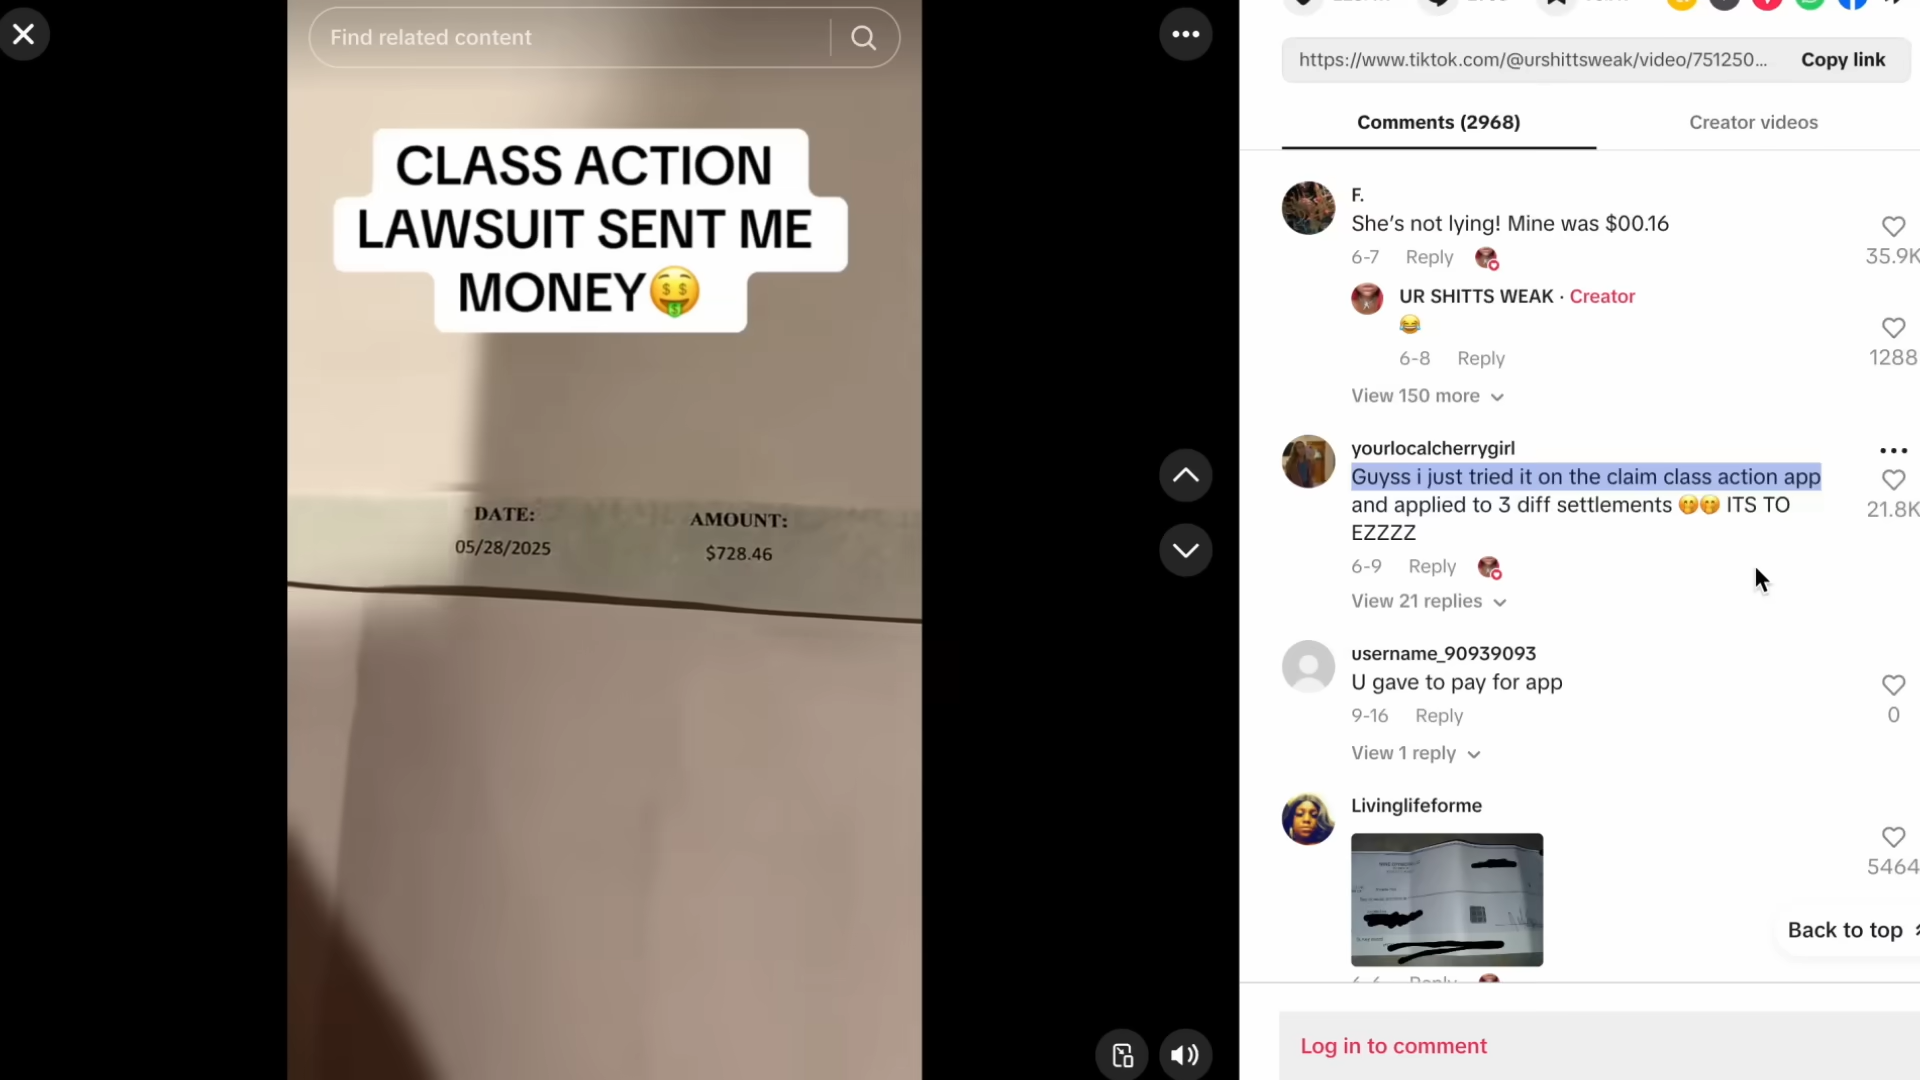 Find related content
CLASS ACTION
LAWSUIT SENT ME
MONEY🤑
DATE:
05/28/2025
AMOUNT:
$728.46
https://www.tiktok.com/@urshittsweak/video/751250...
Copy link
Comments (2968)
Creator videos
F.
She's not lying! Mine was $00.16
6-7 Reply
35.9K
UR SHITTS WEAK · Creator
😂
6-8 Reply
1288
View 150 more
yourlocalcherrygirl
Guyss i just tried it on the claim class action app
and applied to 3 diff settlements 🤭🤭 ITS TO
EZZZZ
21.8K
6-9 Reply
View 21 replies
username_90939093
U gave to pay for app
9-16 Reply
0
View 1 reply
Livinglifeforme
5464
Back to top
Log in to comment